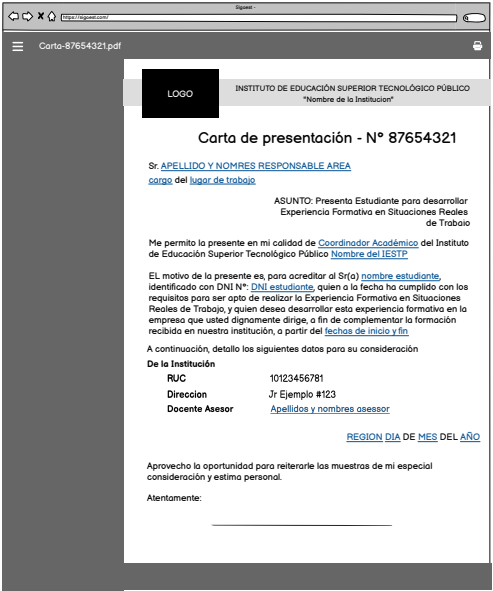 Sigoest -
https://sigoest.com/
Carta-87654321.pdf
LOGO
INSTITUTO DE EDUCACIÓN SUPERIOR TECNOLÓGICO PÚBLICO
"Nombre de la Institucion"
Carta de presentación - N° 87654321
Sr. APELLIDO Y NOMRES RESPONSABLE AREA
cargo del lugar de trabajo
ASUNTO: Presenta Estudiante para desarrollar
Experiencia Formativa en Situaciones Reales
de Trabajo
Me permito la presente en mi calidad de Coordinador Académico del Instituto
de Educación Superior Tecnológico Público Nombre del IESTP
EL motivo de la presente es, para acreditar al Sr(a) nombre estudiante,
identificado con DNI N°: DNI estudiante, quien a la fecha ha cumplido con los
requisitos para ser apto de realizar la Experiencia Formativa en Situaciones
Reales de Trabajo, y quien desea desarrollar esta experiencia formativa en la
empresa que usted dignamente dirige, a fin de complementar la formación
recibida en nuestra institución, a partir del fechas de inicio y fin
A continuación, detallo los siguientes datos para su consideración
De la Institución
RUC 10123456781
Direccion Jr Ejemplo #123
Docente Asesor Apellidos y nombres asesor
REGION DIA DE MES DEL AÑO
Aprovecho la oportunidad para reiterarle las muestras de mi especial
consideración y estima personal.
Atentamente: